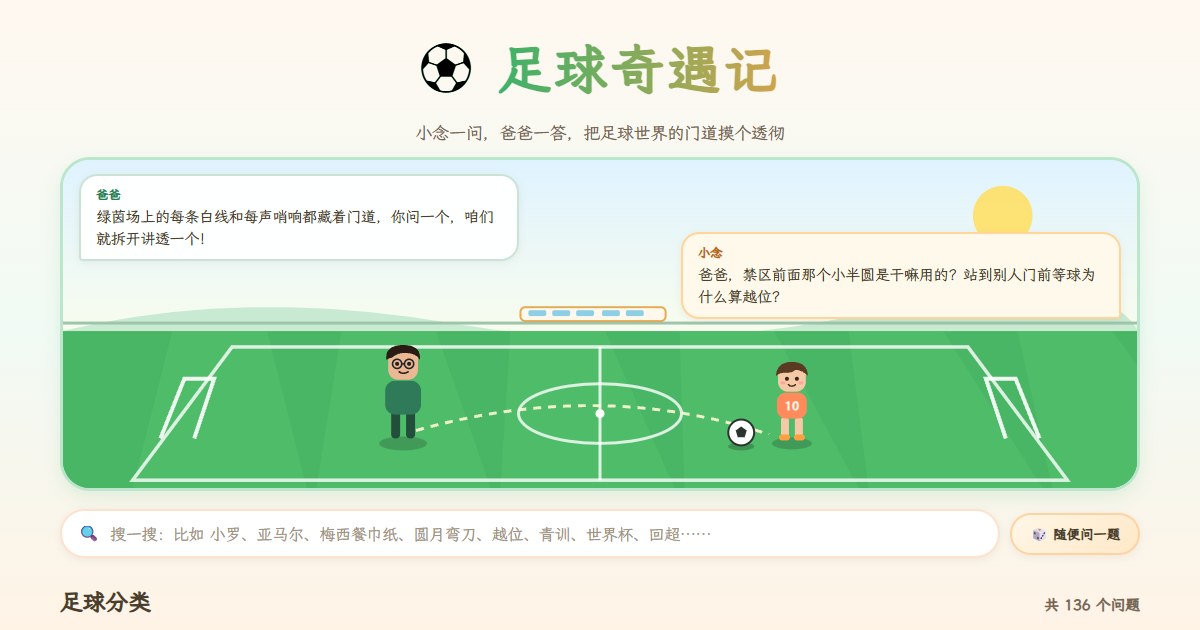 足球奇遇记
小念一问，爸爸一答，把足球世界的门道摸个透彻
爸爸
绿茵场上的每条白线和每声哨响都藏着门道，你问一个，咱们
就拆开讲透一个！
小念
爸爸，禁区前面那个小半圆是干嘛用的？站到别人门前等球为
什么算越位？
10
搜一搜：比如 小罗、亚马尔、梅西餐巾纸、圆月弯刀、越位、青训、世界杯、回超……
随便问一题
足球分类
共 136 个问题